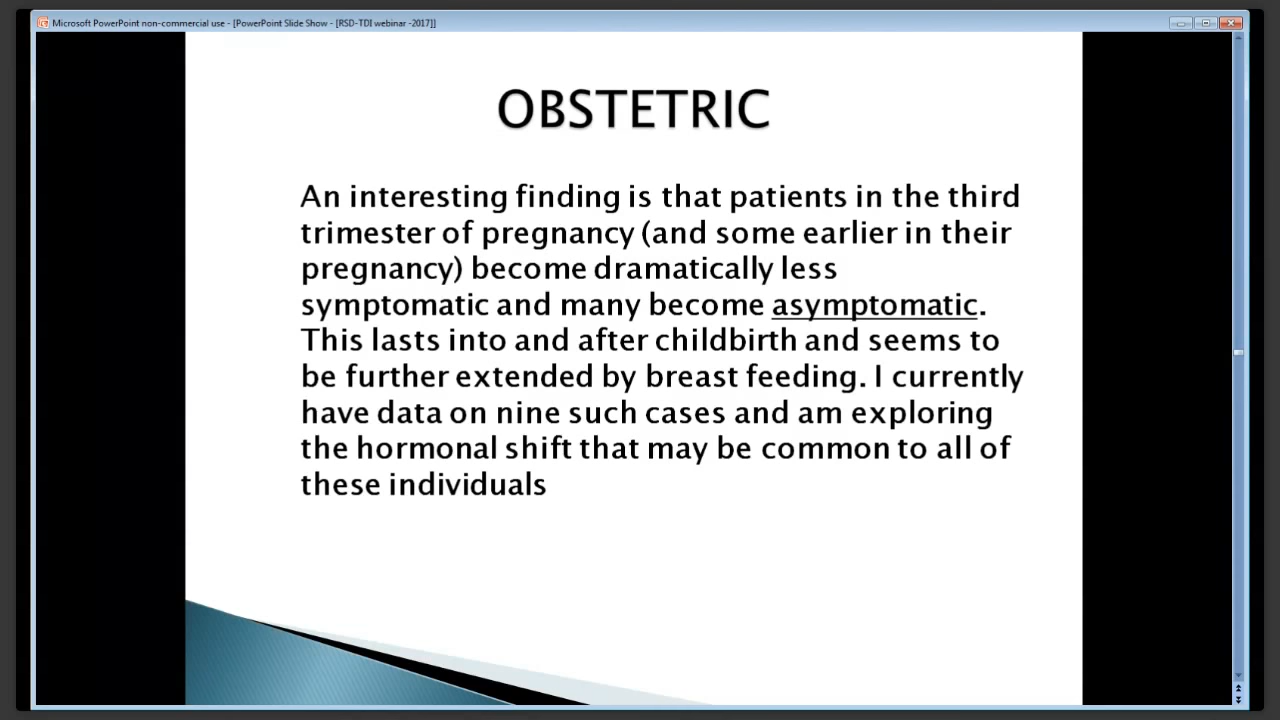 Microsoft PowerPoint non-commercial use - [PowerPoint Slide Show - [RSD-TDI webinar -2017]]
OBSTETRIC
An interesting finding is that patients in the third
trimester of pregnancy (and some earlier in their
pregnancy) become dramatically less
symptomatic and many become asymptomatic.
This lasts into and after childbirth and seems to
be further extended by breast feeding. I currently
have data on nine such cases and am exploring
the hormonal shift that may be common to all of
these individuals